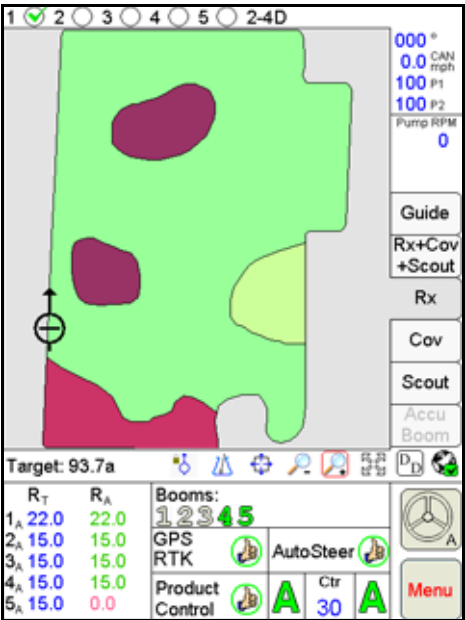 1 2 3 4 5 2-4D
000 °
0.0 CAN mph
100 P1
100 P2
Pump RPM
0
Guide
Rx+Cov
+Scout
Rx
Cov
Scout
Accu
Boom
Target: 93.7a
DD
RT RA
1A 22.0 22.0
2A 15.0 15.0
3A 15.0 15.0
4A 15.0 15.0
5A 15.0 0.0
Booms:
12345
GPS
RTK
AutoSteer
Product
Control
A
Ctr
30
A
A
Menu